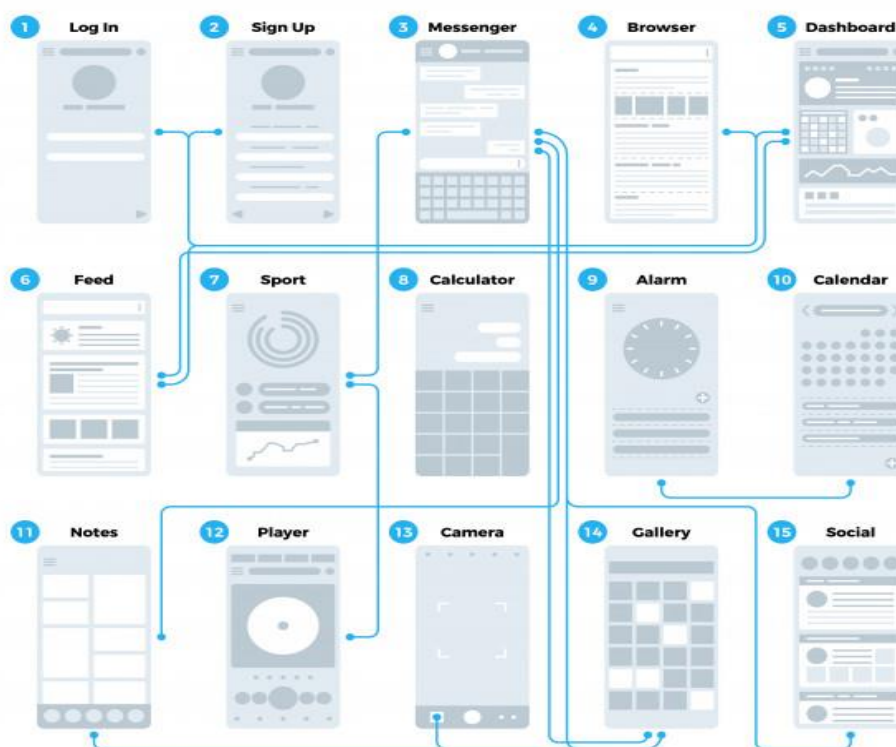 1 Log In
2 Sign Up
3 Messenger
4 Browser
5 Dashboard
6 Feed
7 Sport
8 Calculator
9 Alarm
10 Calendar
11 Notes
12 Player
13 Camera
14 Gallery
15 Social